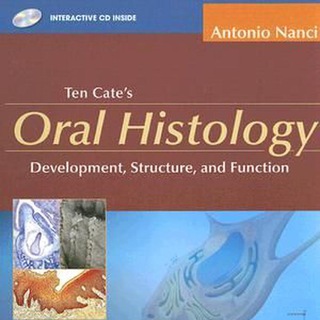 INTERACTIVE CD INSIDE
Antonio Nanci
Ten Cate's
Oral Histology
Development, Structure, and Function